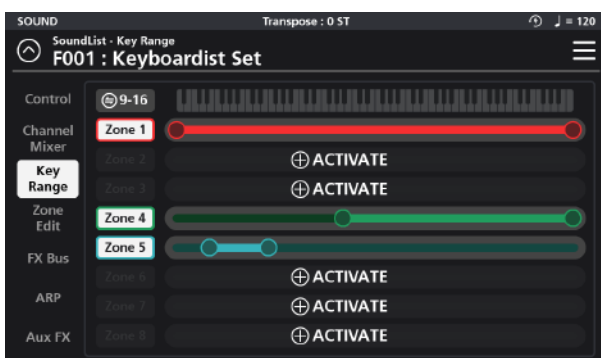 SOUND
Transpose : 0 ST
♩ = 120
SoundList - Key Range
F001 : Keyboardist Set
Control
9-16
Channel
Mixer
Zone 1
Zone 2
ACTIVATE
Key
Range
Zone 3
ACTIVATE
Zone
Edit
Zone 4
Zone 5
FX Bus
Zone 6
ACTIVATE
ARP
Zone 7
ACTIVATE
Aux FX
Zone 8
ACTIVATE